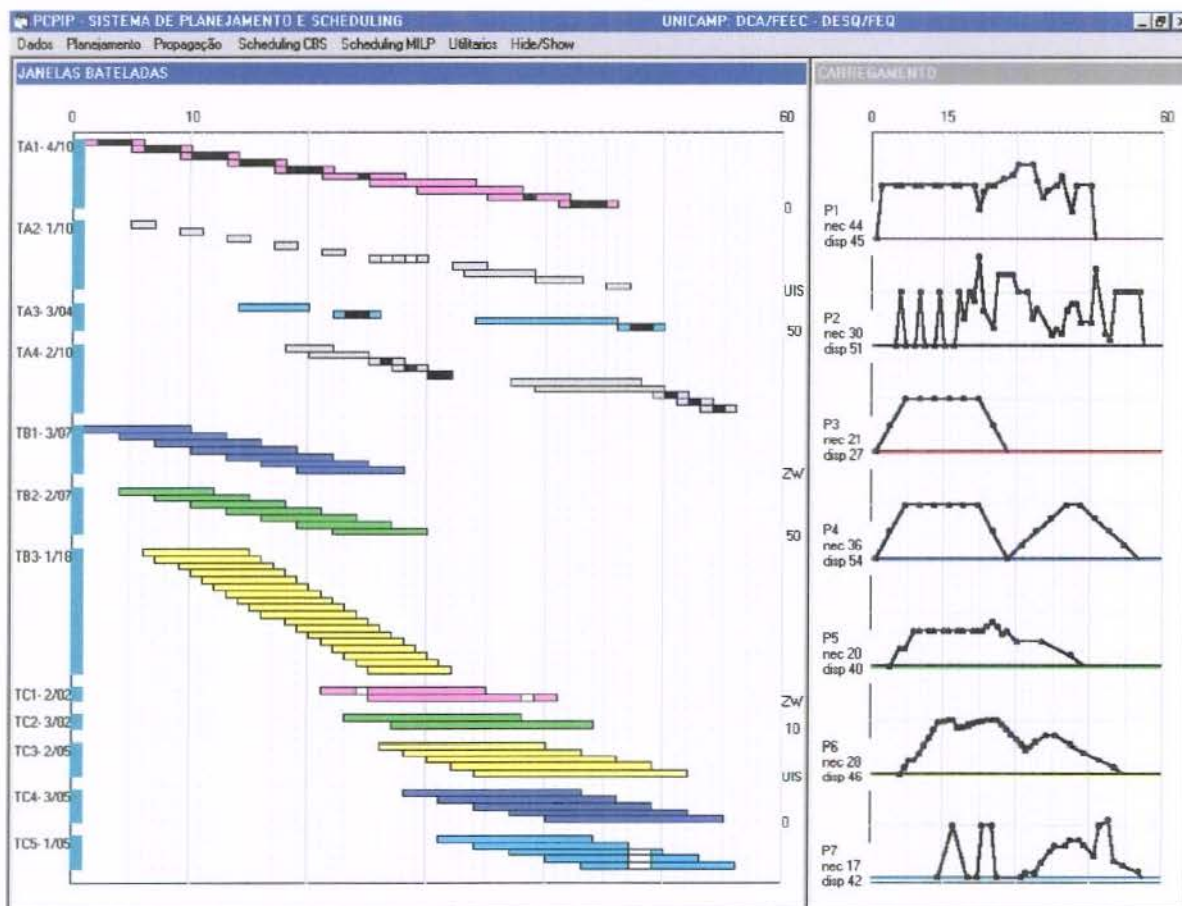 PCPIP - SISTEMA DE PLANEJAMENTO E SCHEDULING UNICAMP: DCA/FEEC - DESQ/FEQ
Dados Planejamento Propagação Scheduling CBS Scheduling MILP Utilitarios Hide/Show
JANELAS BATELADAS
0 10 60
TA1- 4/10
0
TA2- 1/10
UIS
TA3- 3/04
50
TA4- 2/10
TB1- 3/07
ZW
TB2- 2/07
50
TB3- 1/18
TC1- 2/02
ZW
TC2- 3/02
10
TC3- 2/05
UIS
TC4- 3/05
0
TC5- 1/05
CARREGAMENTO
0 15 60
P1
nec 44
disp 45
P2
nec 30
disp 51
P3
nec 21
disp 27
P4
nec 36
disp 54
P5
nec 20
disp 40
P6
nec 28
disp 46
P7
nec 17
disp 42